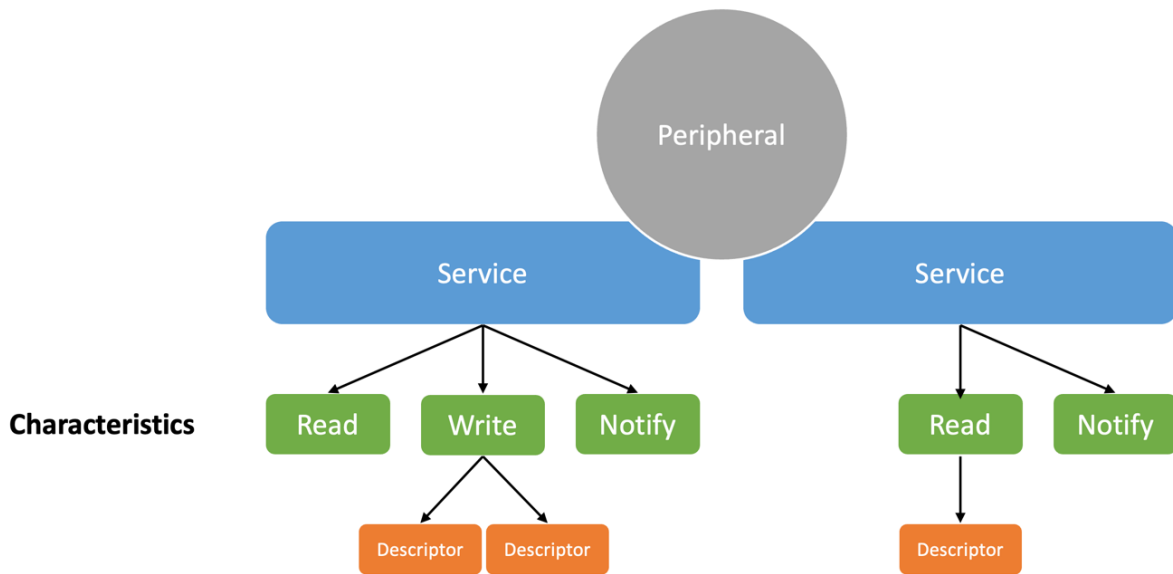 Peripheral
Service
Service
Characteristics
Read
Write
Notify
Read
Notify
Descriptor
Descriptor
Descriptor